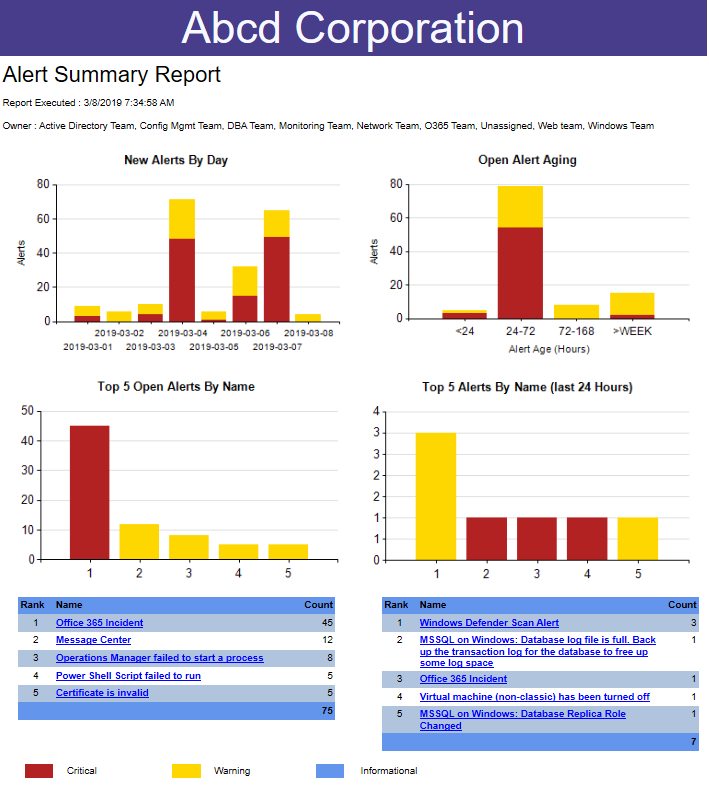 Abcd Corporation
Alert Summary Report
Report Executed : 3/8/2019 7:34:58 AM
Owner : Active Directory Team, Config Mgmt Team, DBA Team, Monitoring Team, Network Team, O365 Team, Unassigned, Web team, Windows Team
New Alerts By Day
Alerts
80
60
40
20
0
2019-03-02 2019-03-04 2019-03-06 2019-03-08
2019-03-01 2019-03-03 2019-03-05 2019-03-07
Open Alert Aging
Alerts
80
60
40
20
0
<24 24-72 72-168 >WEEK
Alert Age (Hours)
Top 5 Open Alerts By Name
50
40
30
20
10
0
1 2 3 4 5
Top 5 Alerts By Name (last 24 Hours)
4
3
3
2
2
1
1
0
1 2 3 4 5
Rank Name Count
1 Office 365 Incident 45
2 Message Center 12
3 Operations Manager failed to start a process 8
4 Power Shell Script failed to run 5
5 Certificate is invalid 5
75
Rank Name Count
1 Windows Defender Scan Alert 3
2 MSSQL on Windows: Database log file is full. Back 1
up the transaction log for the database to free up
some log space
3 Office 365 Incident 1
4 Virtual machine (non-classic) has been turned off 1
5 MSSQL on Windows: Database Replica Role 1
Changed
7
Critical Warning Informational